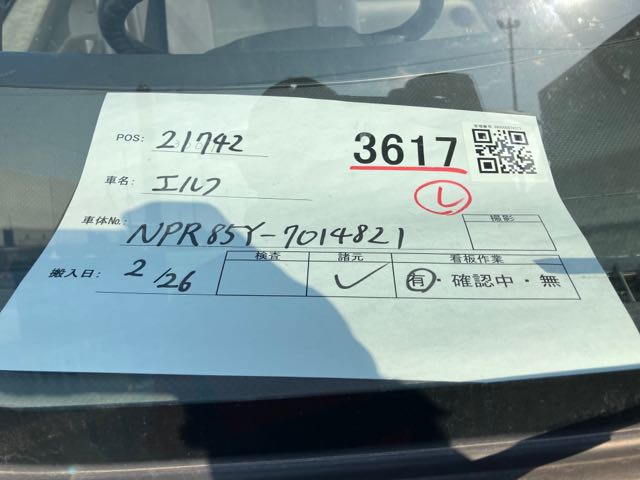 POS: 21742
3617
車名: エルフ
し
車体No. NPR85Y-7014821
撮影
搬入日: 2/26
検査 諸元 看板作業
✓ 有・確認中・無